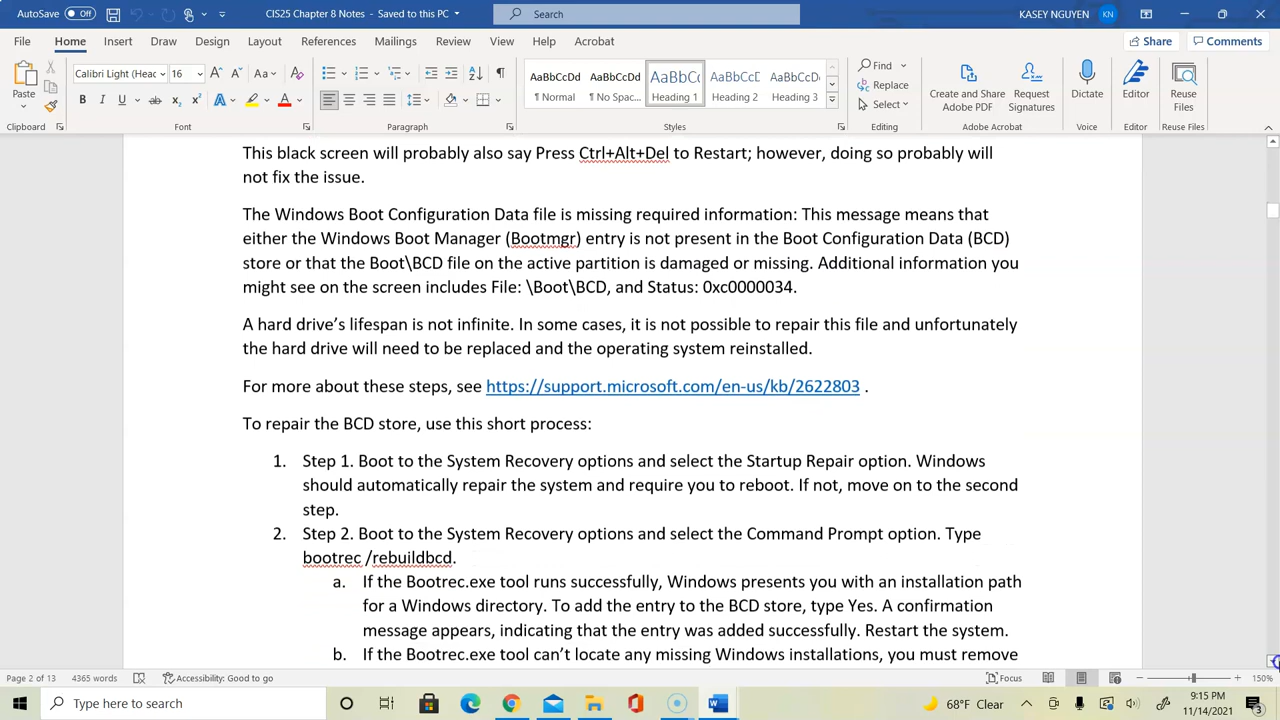 AutoSave Off CIS25 Startup and BSOD - Saved to this PC Search KASEY NGUYEN KN
File Home Insert Draw Design Layout References Mailings Review View Help Acrobat Share Comments
Calibri Light (Headings) 16 Aa AaBbCcDd AaBbCcDd AaBbCc AaBbCcD AaBbCcD Find
Paste B I U ab x₂ x² A A ¶ Normal ¶ No Spac... Heading 1 Heading 2 Heading 3 Replace Select Create and Share Adobe PDF Request Signatures Dictate Editor Reuse Files
Clipboard Font Paragraph Styles Editing Adobe Acrobat Voice Editor Reuse Files
This black screen will probably also say Press Ctrl+Alt+Del to Restart; however, doing so probably will
not fix the issue.
The Windows Boot Configuration Data file is missing required information: This message means that
either the Windows Boot Manager (Bootmgr) entry is not present in the Boot Configuration Data (BCD)
store or that the Boot\BCD file on the active partition is damaged or missing. Additional information you
might see on the screen includes File: \Boot\BCD, and Status: 0xc0000034.
A hard drive’s lifespan is not infinite. In some cases, it is not possible to repair this file and unfortunately
the hard drive will need to be replaced and the operating system reinstalled.
For more about these steps, see https://support.microsoft.com/en-us/kb/2622803 .
To repair the BCD store, use this short process:
1. Step 1. Boot to the System Recovery options and select the Startup Repair option. Windows
should automatically repair the system and require you to reboot. If not, move on to the second
step.
2. Step 2. Boot to the System Recovery options and select the Command Prompt option. Type
bootrec /rebuildbcd.
a. If the Bootrec.exe tool runs successfully, Windows presents you with an installation path
for a Windows directory. To add the entry to the BCD store, type Yes. A confirmation
message appears, indicating that the entry was added successfully. Restart the system.
b. If the Bootrec.exe tool can’t locate any missing Windows installations, you must remove
Page 2 of 13 4365 words Accessibility: Good to go Focus 150%
Type here to search 68°F Clear 9:15 PM
11/14/2021 3